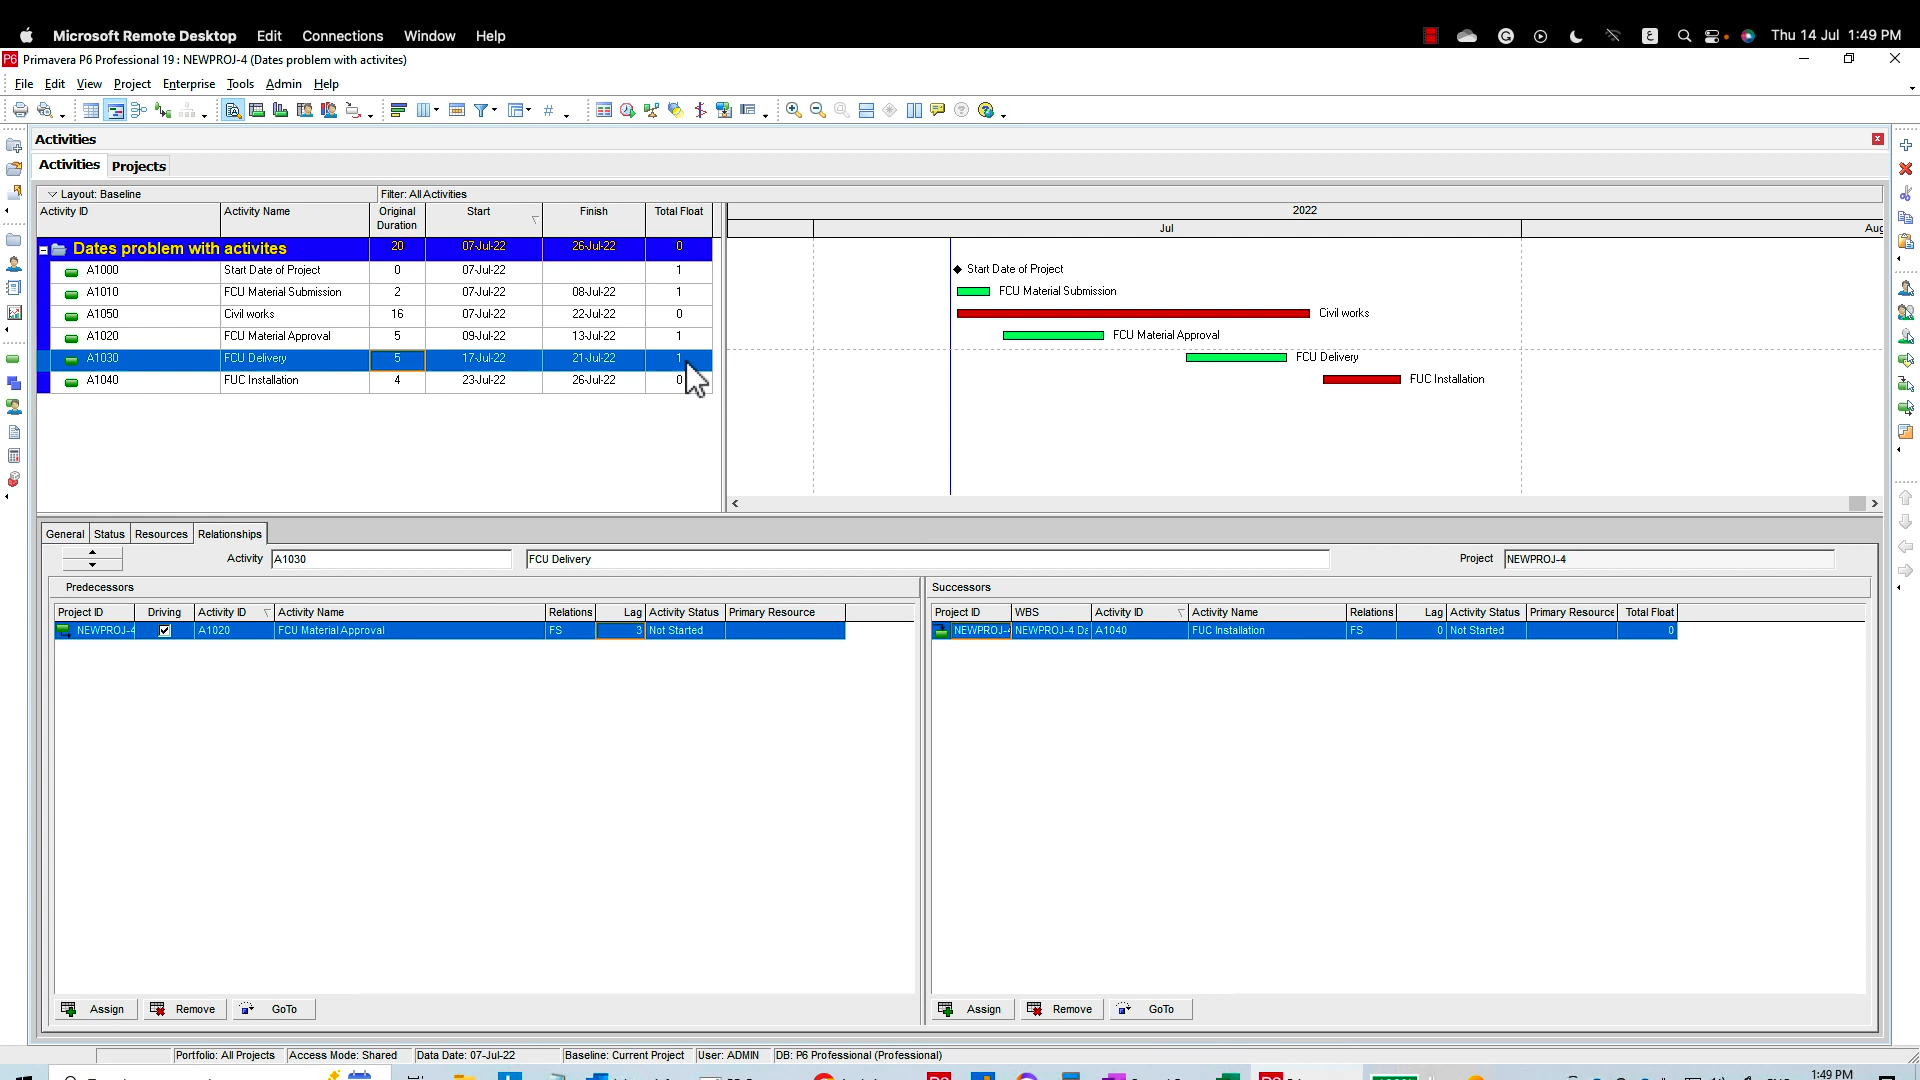 Microsoft Remote Desktop Edit Connections Window Help
Thu 14 Jul 1:49 PM
P6 Primavera P6 Professional 19 : NEWPROJ-4 (Dates problem with activites)
File Edit View Project Enterprise Tools Admin Help
Activities
Activities Projects
Layout: Baseline Filter: All Activities
Activity ID Activity Name Original Duration Start Finish Total Float
2022
Jul Aug
Dates problem with activites 20 07-Jul-22 26-Jul-22 0
A1000 Start Date of Project 0 07-Jul-22 1 Start Date of Project
A1010 FCU Material Submission 2 07-Jul-22 08-Jul-22 1 FCU Material Submission
A1050 Civil works 16 07-Jul-22 22-Jul-22 0 Civil works
A1020 FCU Material Approval 5 09-Jul-22 13-Jul-22 1 FCU Material Approval
A1030 FCU Delivery 5 17-Jul-22 21-Jul-22 1 FCU Delivery
A1040 FUC Installation 4 23-Jul-22 26-Jul-22 0 FUC Installation
General Status Resources Relationships
Activity A1030 FCU Delivery Project NEWPROJ-4
Predecessors
Project ID Driving Activity ID Activity Name Relations Lag Activity Status Primary Resource
NEWPROJ-4 A1020 FCU Material Approval FS 3 Not Started
Assign Remove GoTo
Successors
Project ID WBS Activity ID Activity Name Relations Lag Activity Status Primary Resource Total Float
NEWPROJ- NEWPROJ-4 Da A1040 FUC Installation FS 0 Not Started 0
Assign Remove GoTo
Portfolio: All Projects Access Mode: Shared Data Date: 07-Jul-22 Baseline: Current Project User: ADMIN DB: P6 Professional (Professional)
1:49 PM